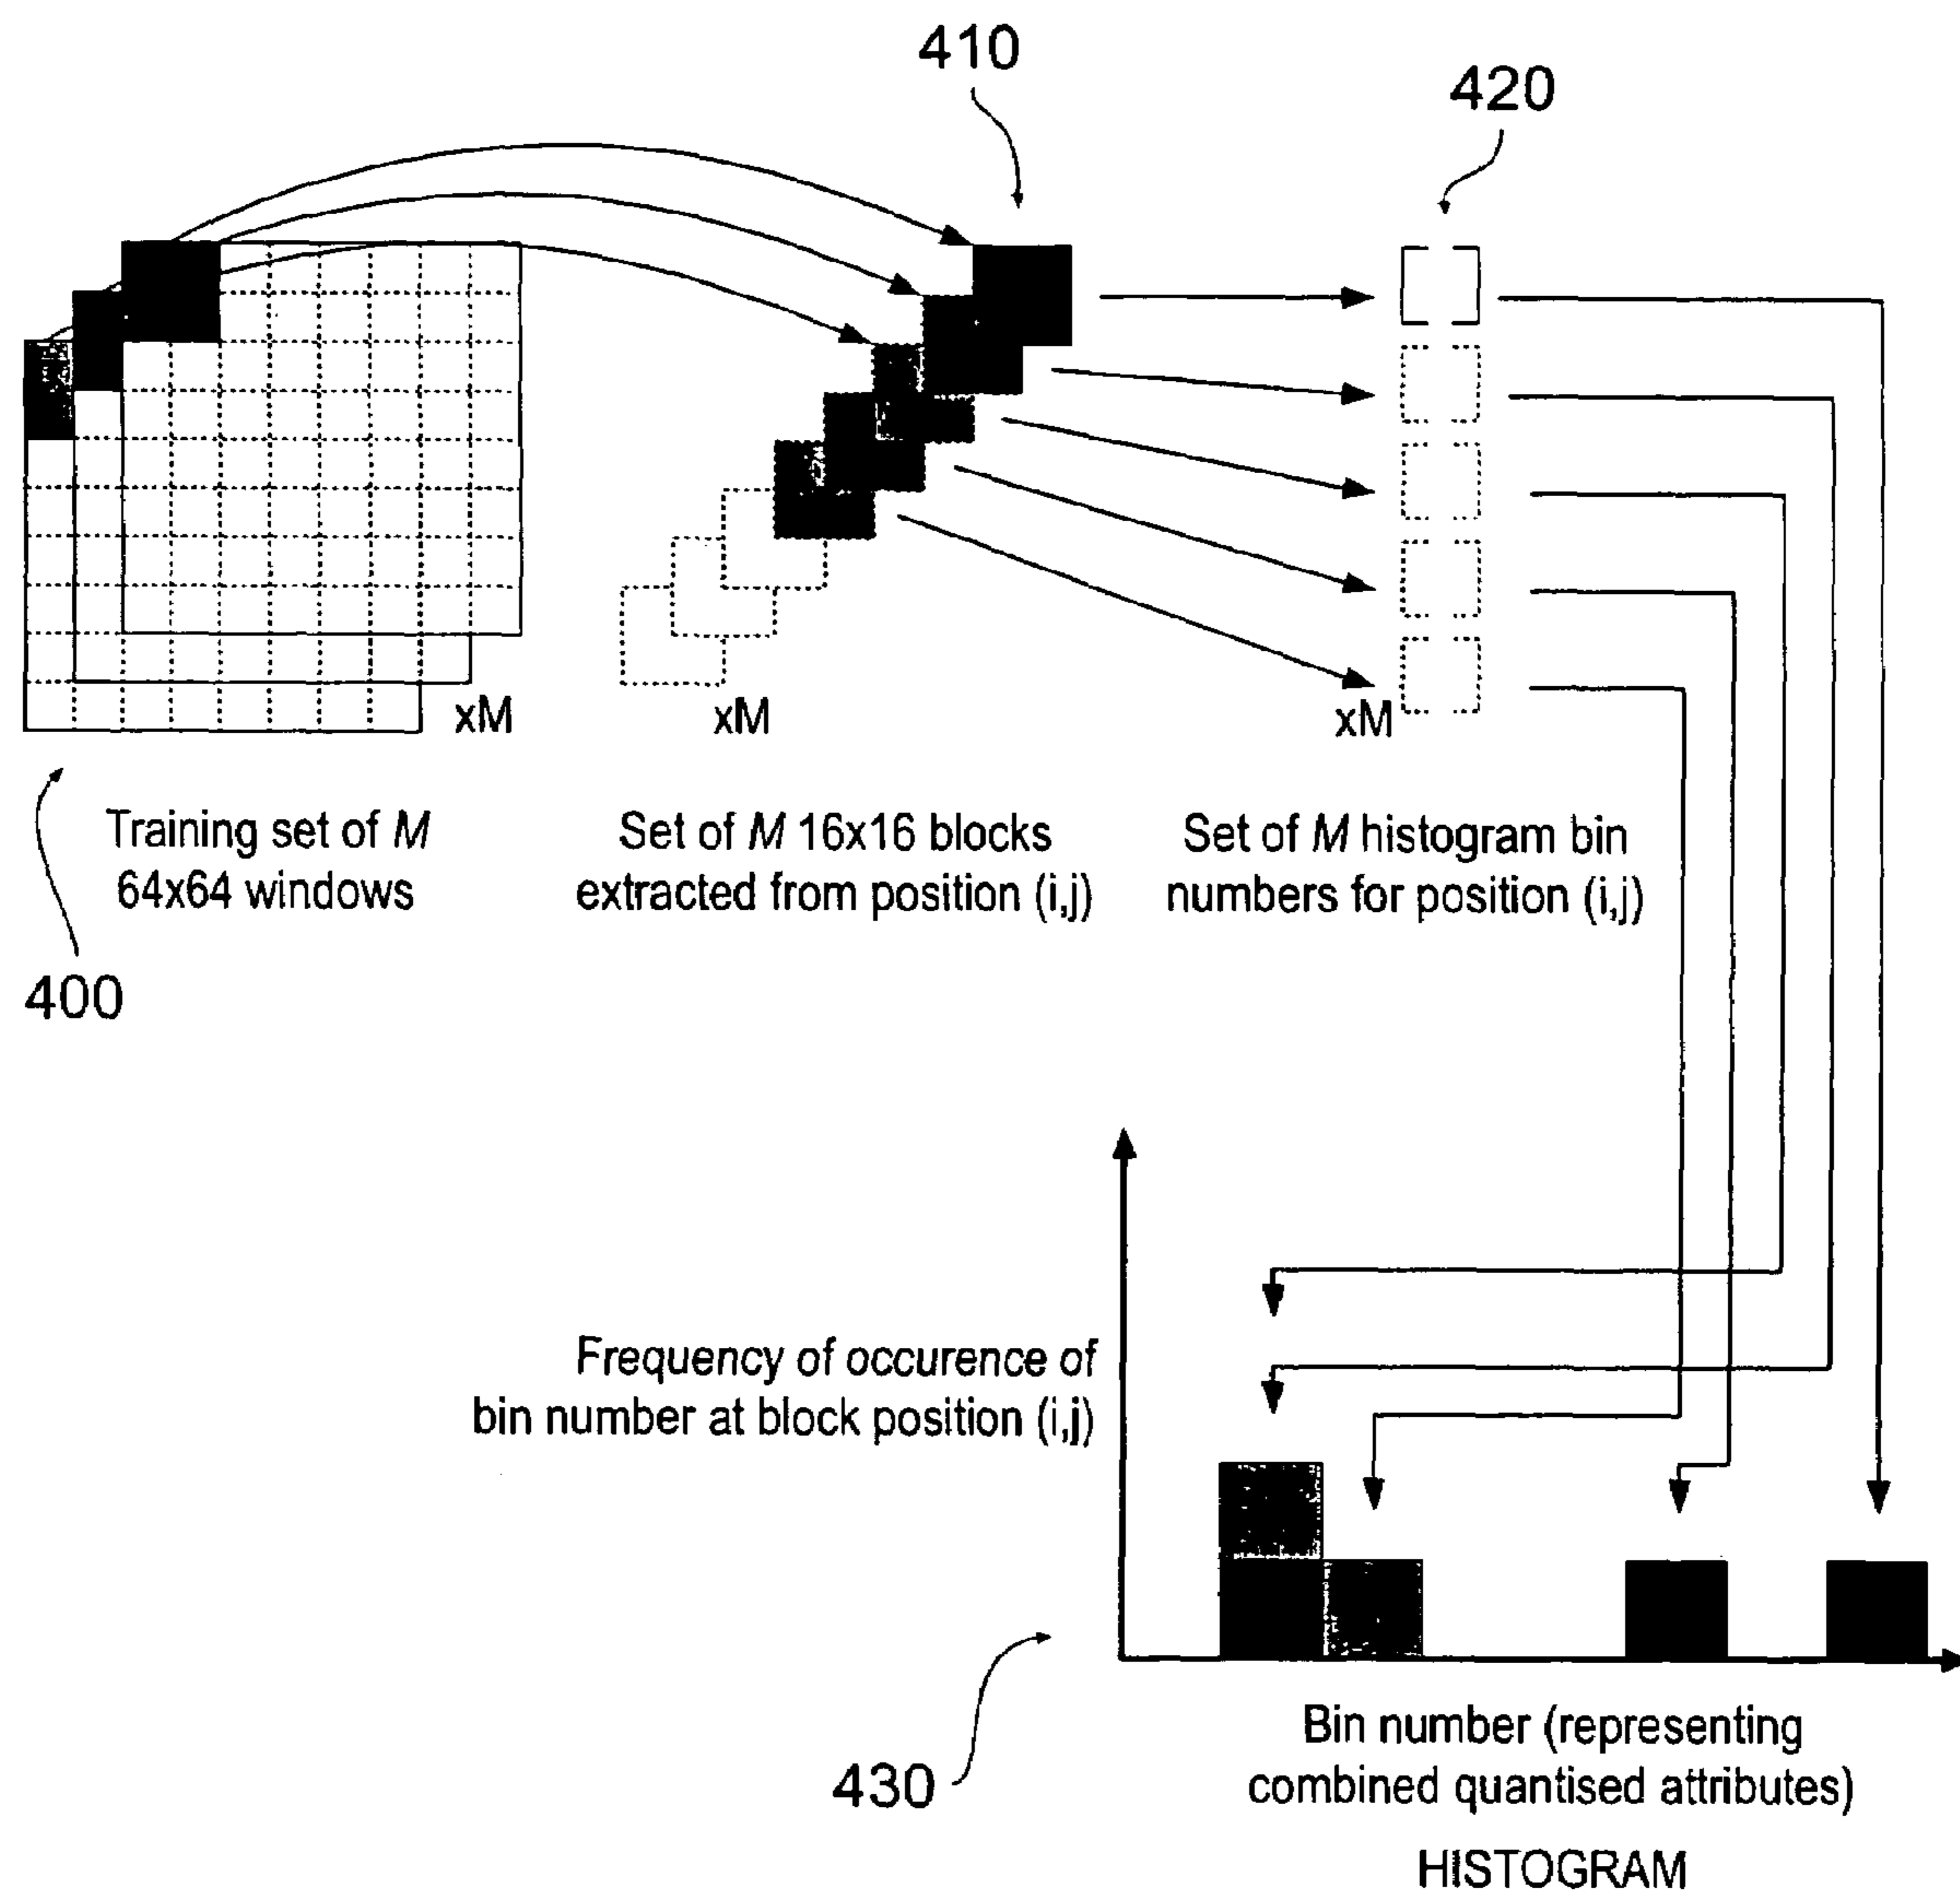 410
420
xM
xM
xM
Training set of M
64x64 windows
Set of M 16x16 blocks
extracted from position (i,j)
Set of M histogram bin
numbers for position (i,j)
400
Frequency of occurence of
bin number at block position (i,j)
430
Bin number (representing
combined quantised attributes)
HISTOGRAM